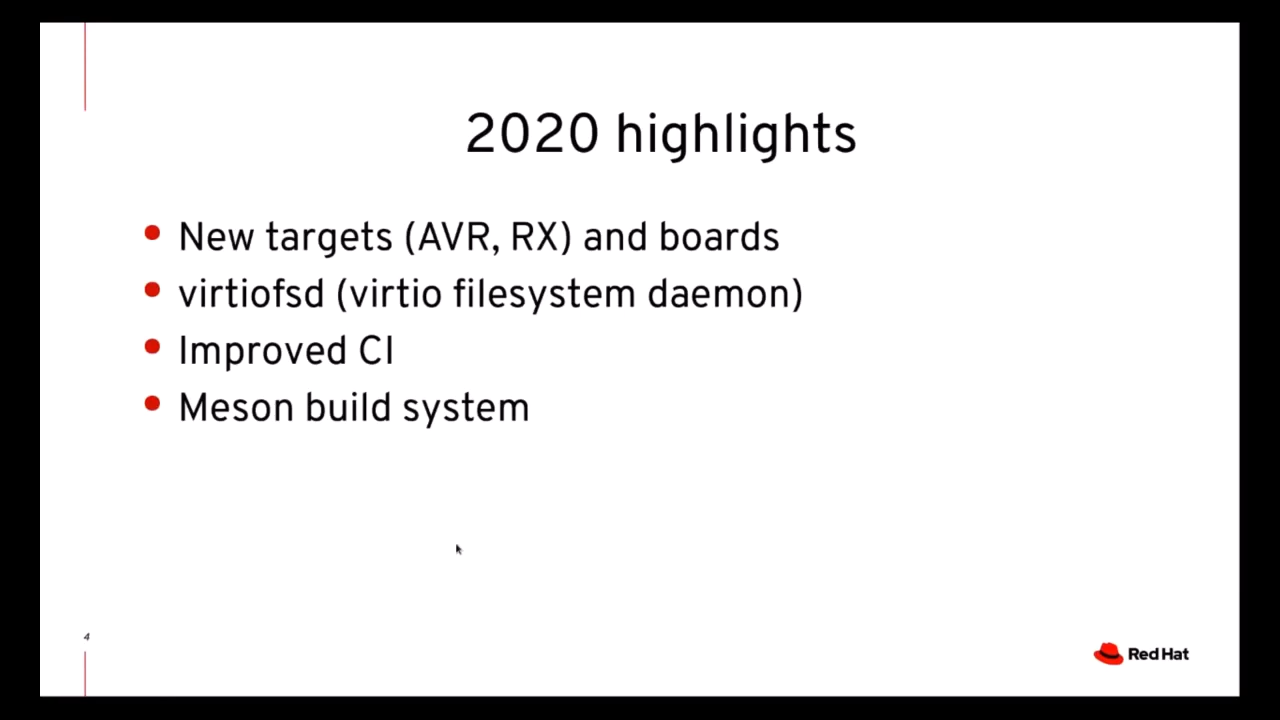 2020 highlights
New targets (AVR, RX) and boards
virtiofsd (virtio filesystem daemon)
Improved CI
Meson build system
4
Red Hat